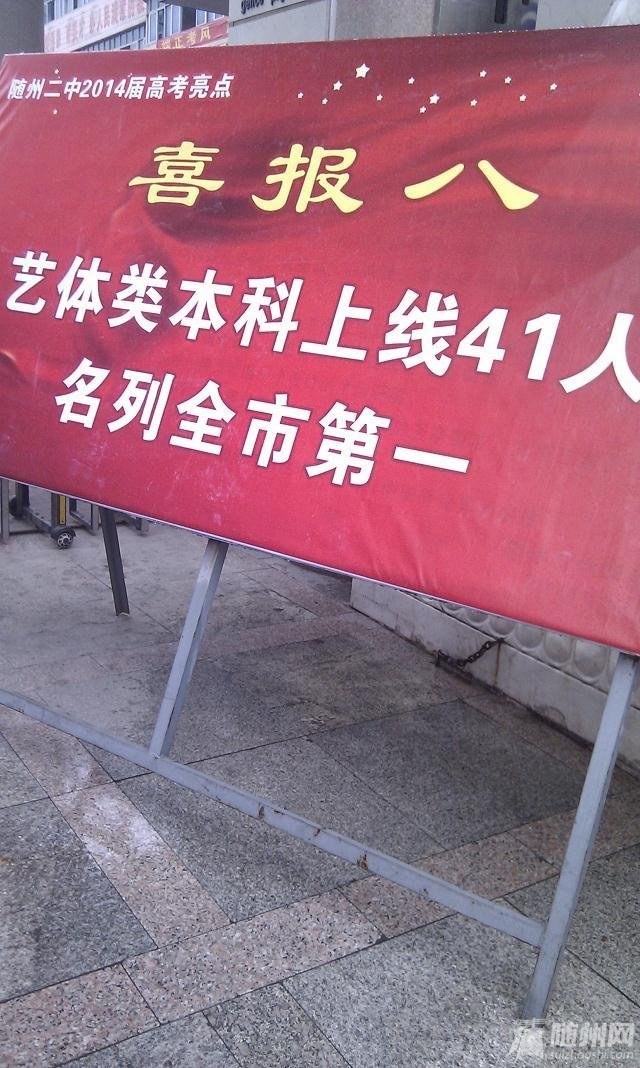 随州二中2014届高考亮点
喜报八
艺体类本科上线41人
名列全市第一
随州网